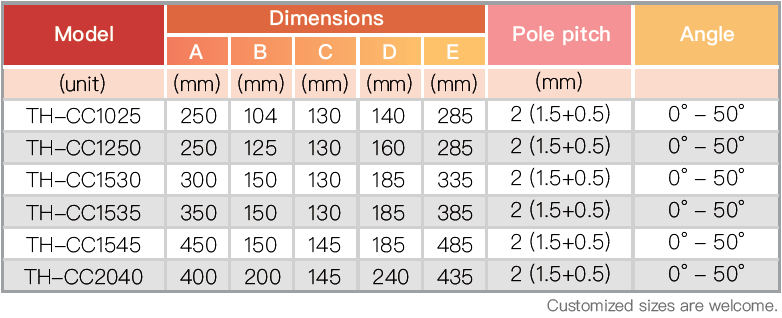 Model Dimensions Pole pitch Angle
A B C D E
(unit) (mm) (mm) (mm) (mm) (mm) (mm)
TH-CC1025 250 104 130 140 285 2 (1.5+0.5) 0° – 50°
TH-CC1250 250 125 130 160 285 2 (1.5+0.5) 0° – 50°
TH-CC1530 300 150 130 185 335 2 (1.5+0.5) 0° – 50°
TH-CC1535 350 150 130 185 385 2 (1.5+0.5) 0° – 50°
TH-CC1545 450 150 145 185 485 2 (1.5+0.5) 0° – 50°
TH-CC2040 400 200 145 240 435 2 (1.5+0.5) 0° – 50°
Customized sizes are welcome.